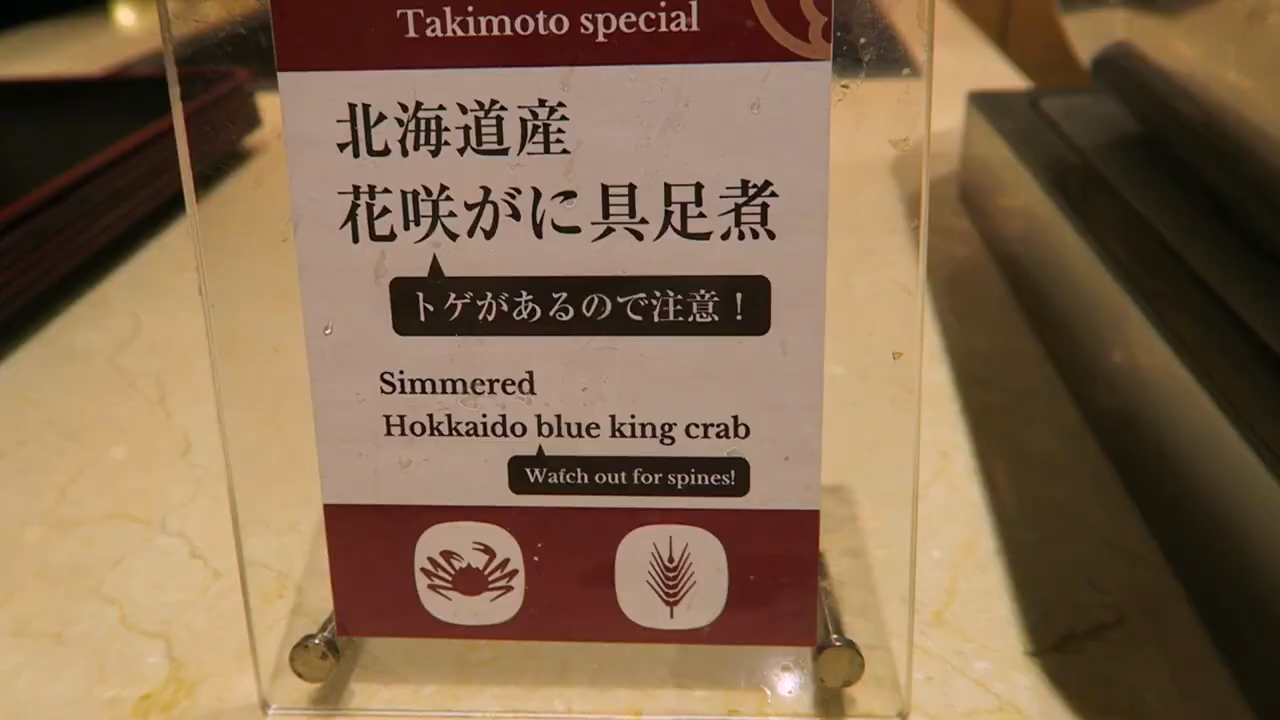 Takimoto special
北海道産
花咲がに具足煮
トゲがあるので注意！
Simmered
Hokkaido blue king crab
Watch out for spines!